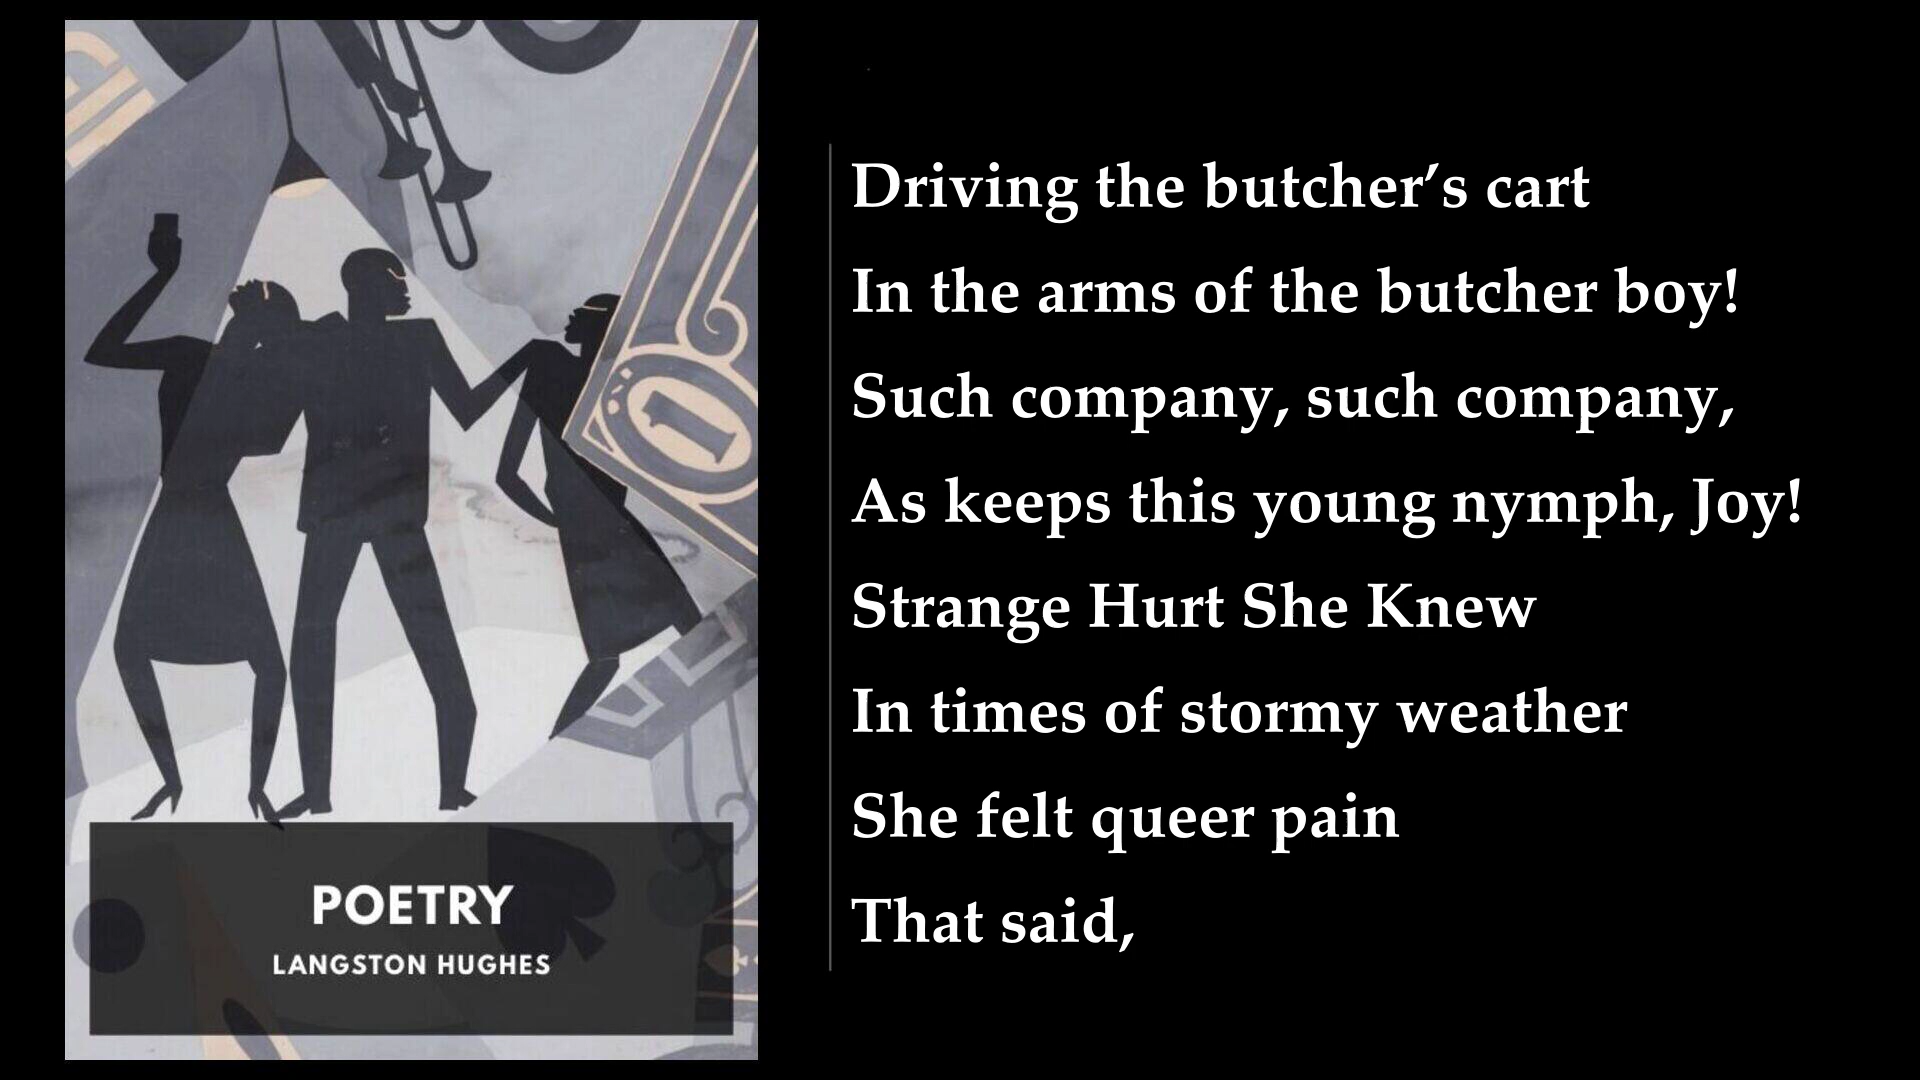 POETRY
LANGSTON HUGHES
Driving the butcher’s cart
In the arms of the butcher boy!
Such company, such company,
As keeps this young nymph, Joy!
Strange Hurt She Knew
In times of stormy weather
She felt queer pain
That said,